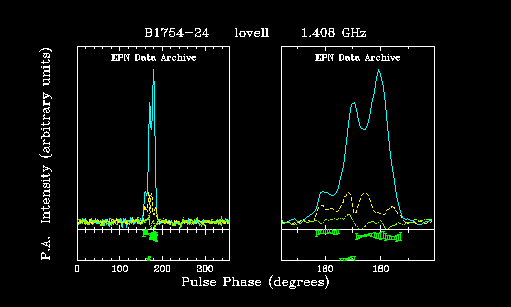 B1754-24 lovell 1.408 GHz
EPN Data Archive EPN Data Archive
P.A. Intensity (arbitrary units)
0 100 200 300 160 180
Pulse Phase (degrees)